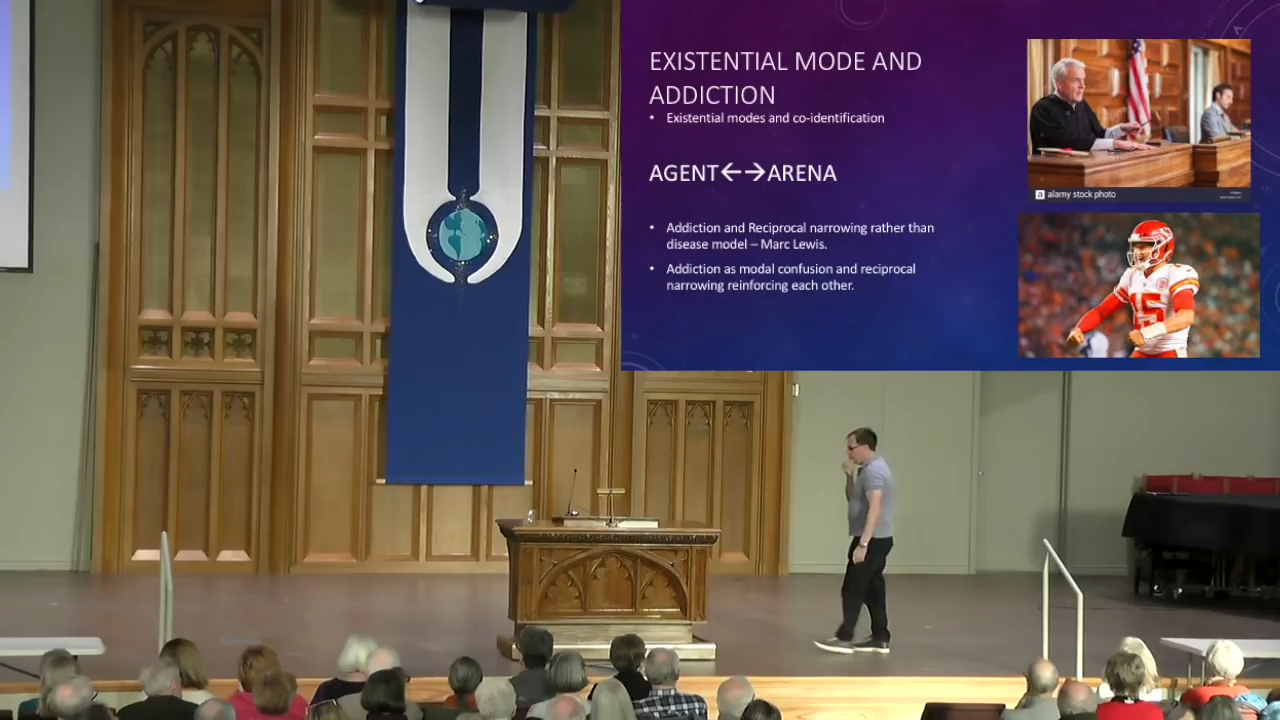 EXISTENTIAL MODE AND
ADDICTION
• Existential modes and co-identification
AGENT←→ARENA
• Addiction and Reciprocal narrowing rather than
disease model – Marc Lewis.
• Addiction as modal confusion and reciprocal
narrowing reinforcing each other.
a alamy stock photo
15